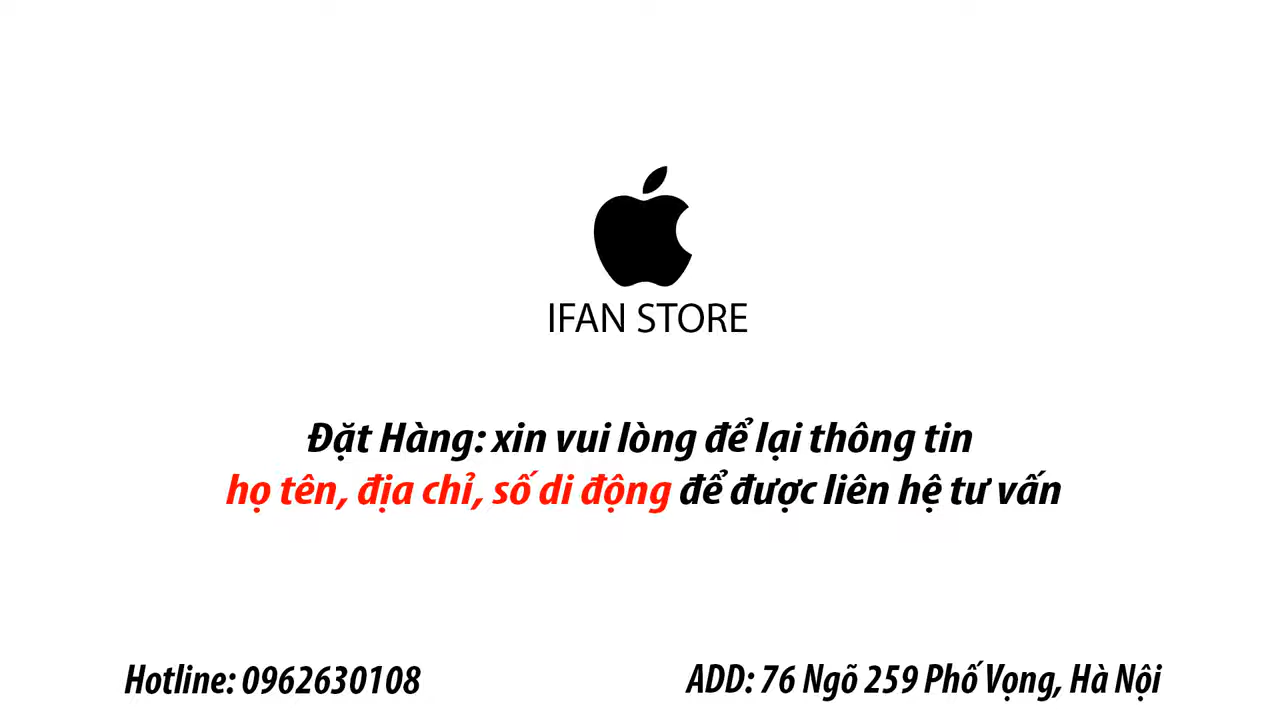 IFAN STORE
Đặt Hàng: xin vui lòng để lại thông tin
họ tên, địa chỉ, số di động để được liên hệ tư vấn
Hotline: 0962630108
ADD: 76 Ngõ 259 Phố Vọng, Hà Nội